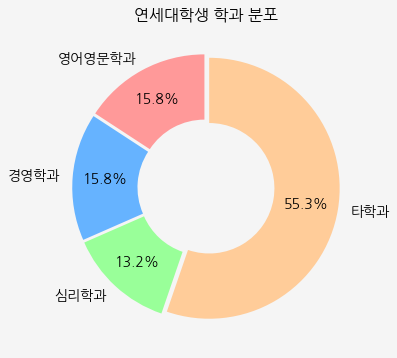 연세대학생 학과 분포
영어영문학과
15.8%
경영학과
15.8%
심리학과
13.2%
타학과
55.3%